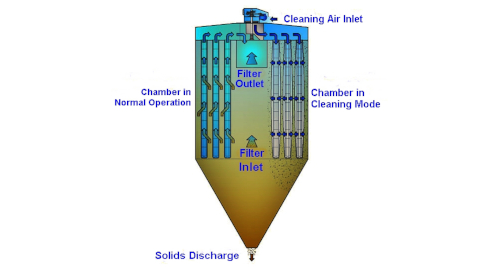 Cleaning Air Inlet
Filter
Outlet
Chamber in
Normal Operation
Chamber in
Cleaning Mode
Filter
Inlet
Solids Discharge